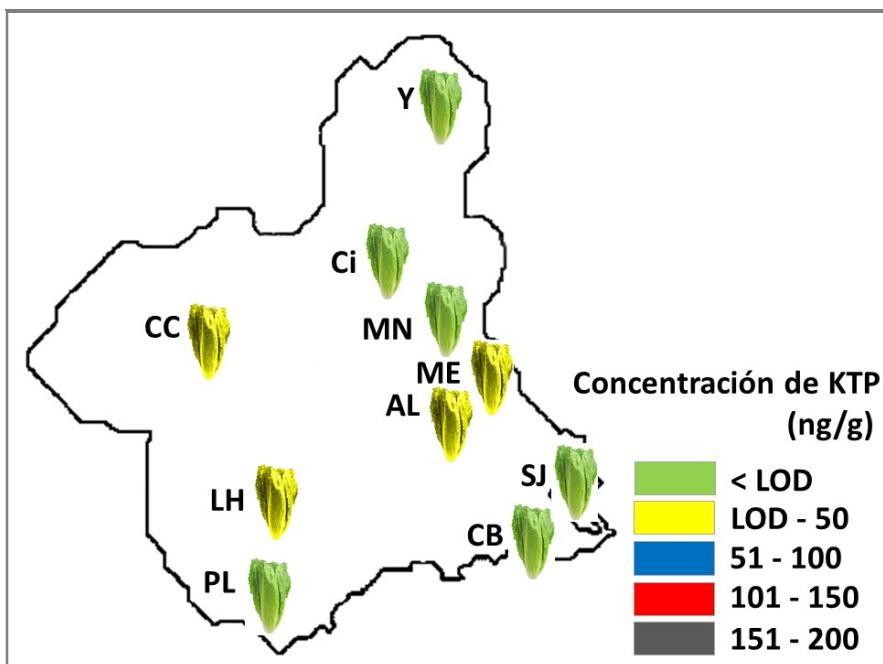 Y
Ci
CC
MN
ME
AL
Concentración de KTP
(ng/g)
SJ
< LOD
LH
LOD - 50
CB
51 - 100
PL
101 - 150
151 - 200